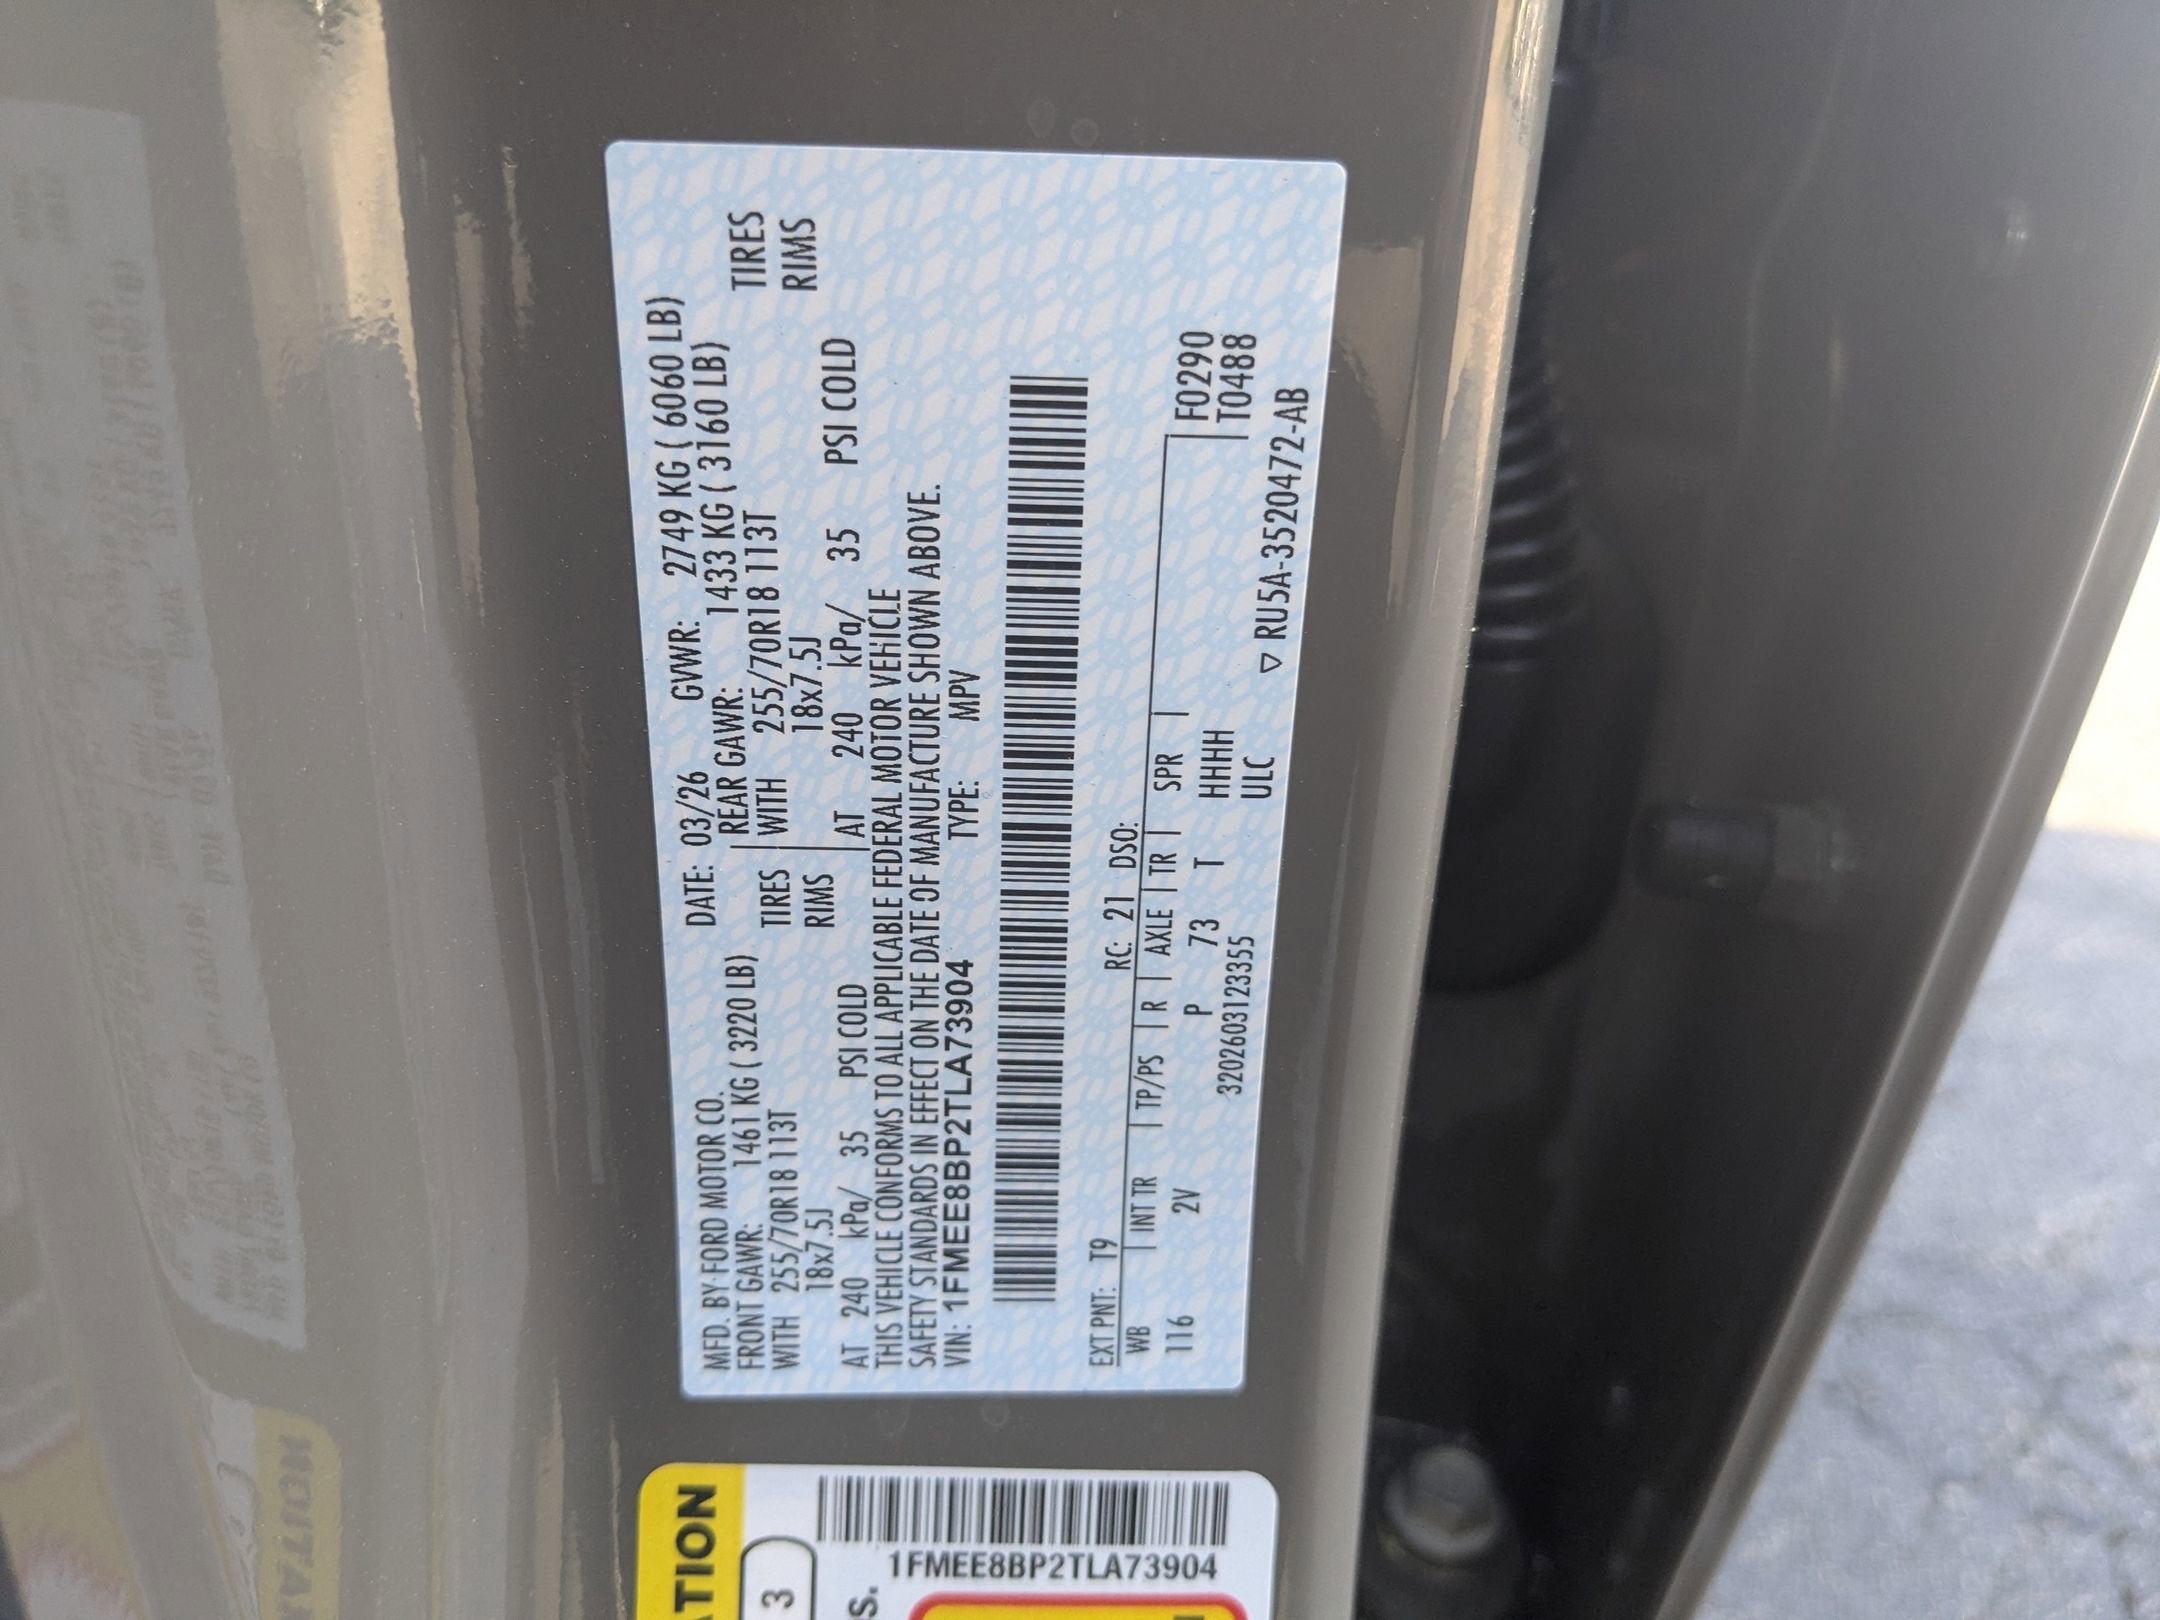 MFD. BY FORD MOTOR CO. DATE: 03/26 GVWR: 2749 KG ( 6060 LB)
FRONT GAWR: 1461 KG ( 3220 LB) REAR GAWR: 1433 KG ( 3160 LB)
WITH 255/70R18 113T TIRES WITH 255/70R18 113T TIRES
18x7.5J RIMS 18x7.5J RIMS
AT 240 kPa/ 35 PSI COLD AT 240 kPa/ 35 PSI COLD
THIS VEHICLE CONFORMS TO ALL APPLICABLE FEDERAL MOTOR VEHICLE
SAFETY STANDARDS IN EFFECT ON THE DATE OF MANUFACTURE SHOWN ABOVE.
VIN: 1FMEE8BP2TLA73904 TYPE: MPV
EXT PNT: T9 RC: 21 DSO:
WB | INT TR | TP/PS | R | AXLE | TR | SPR | F0290
116 2V P 73 T HHHH T0488
3202603123355 ULC
▽ RU5A-3520472-AB
ATION
3
S.
1FMEE8BP2TLA73904